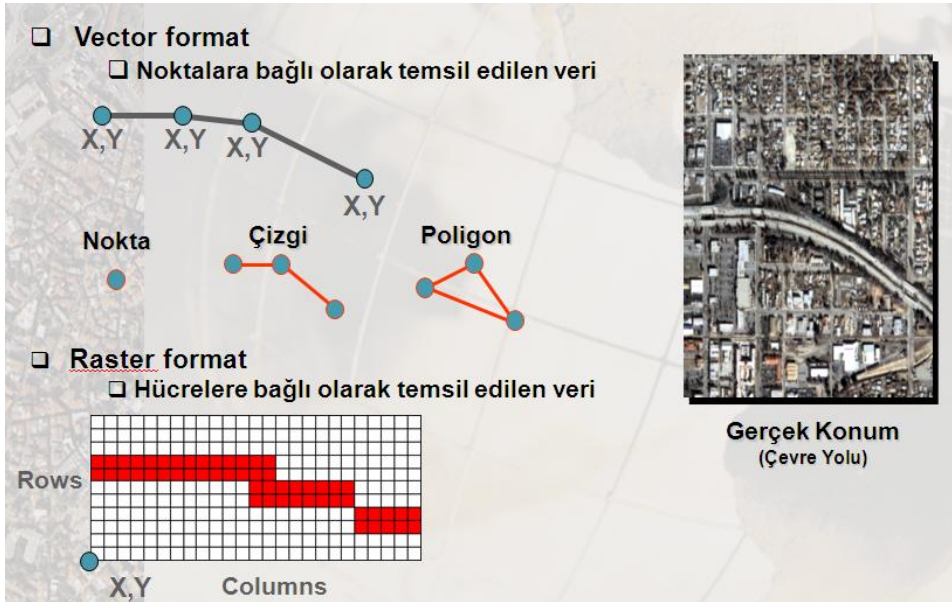 Vector format
Noktalara bağlı olarak temsil edilen veri
X,Y
X,Y
X,Y
X,Y
Nokta
Çizgi
Poligon
Raster format
Hücrelere bağlı olarak temsil edilen veri
Rows
X,Y
Columns
Gerçek Konum
(Çevre Yolu)